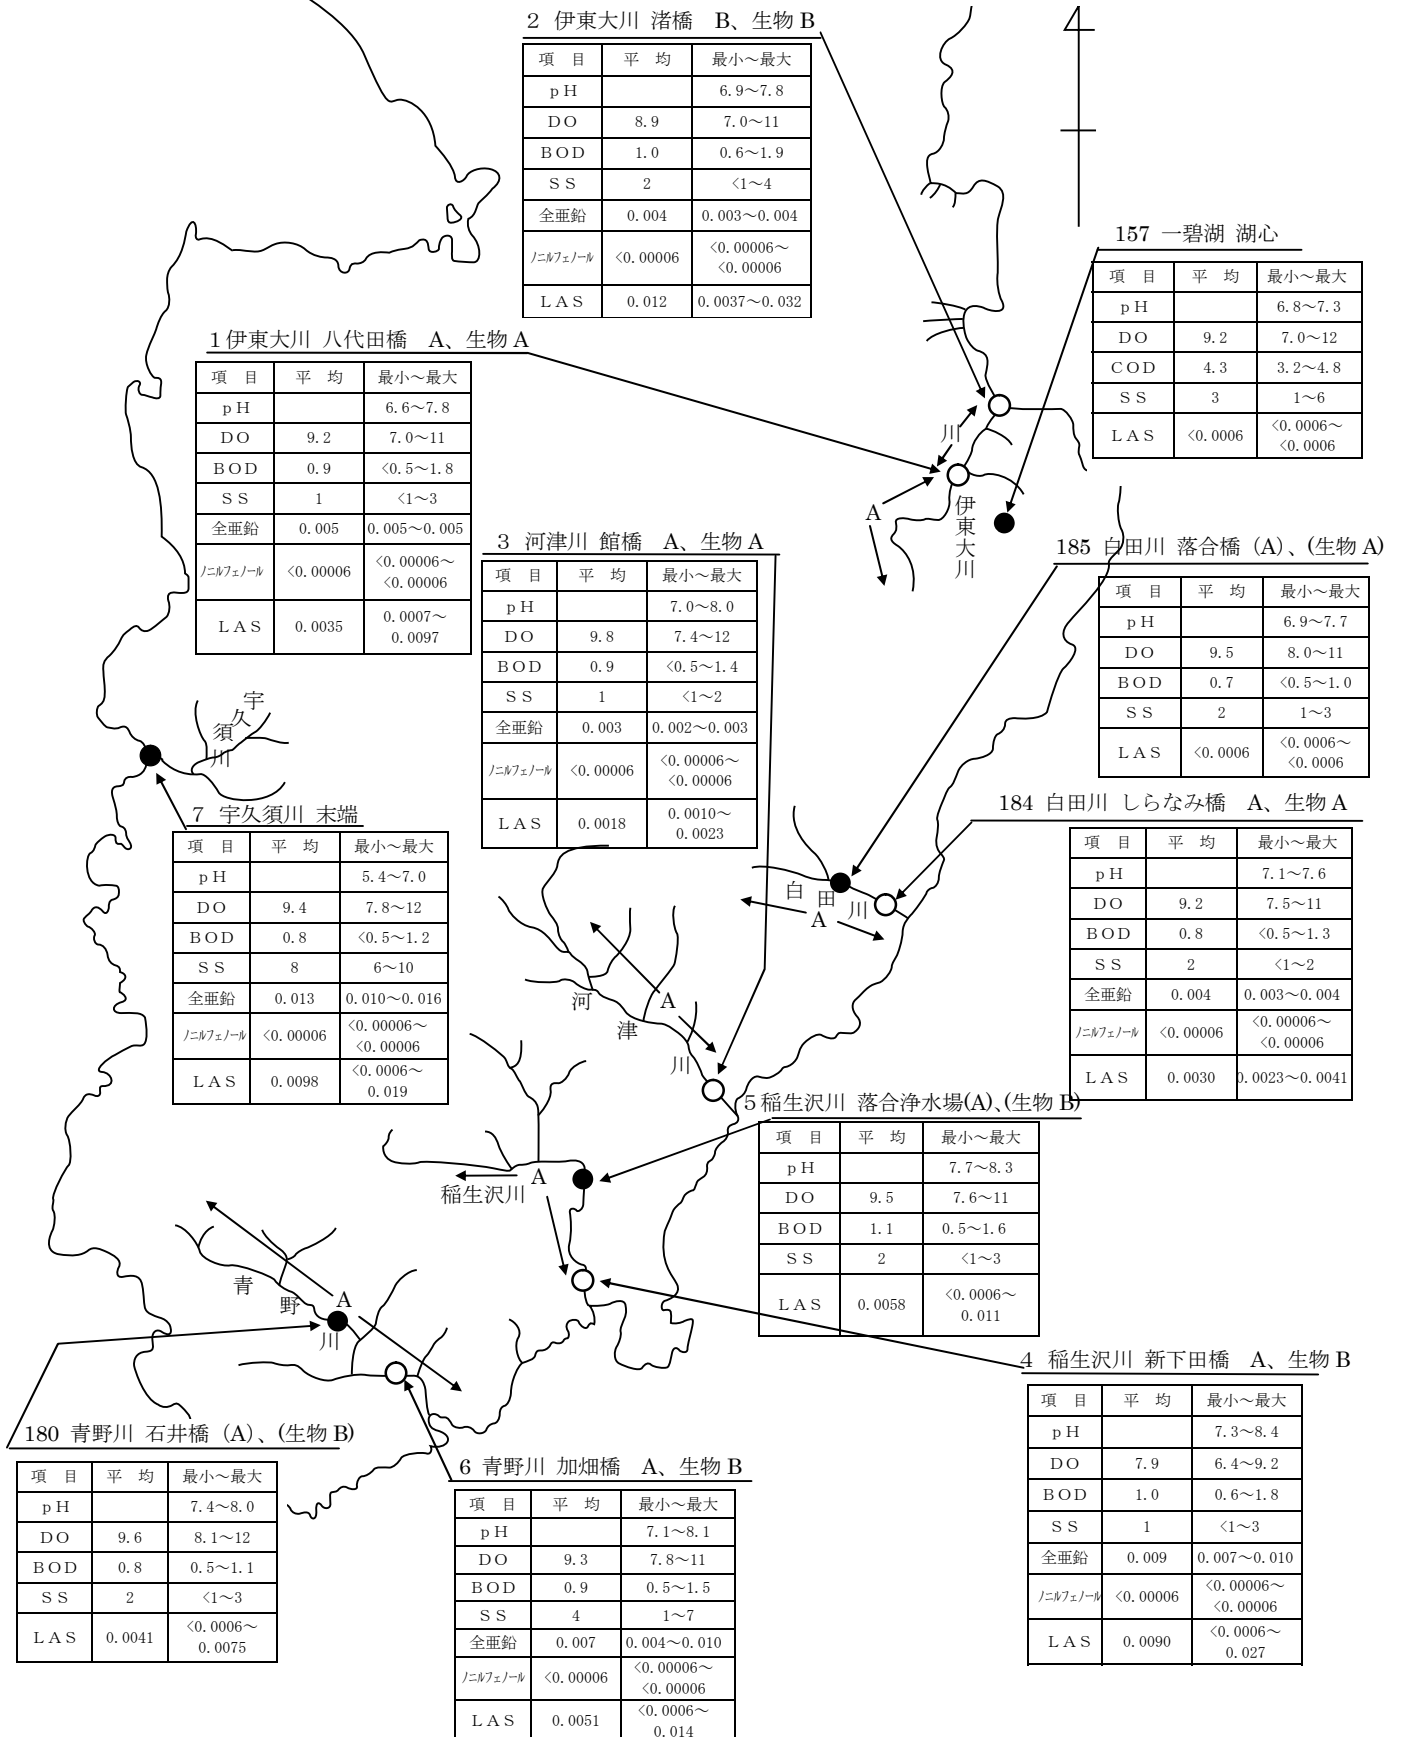 2 伊東大川 渚橋 B、生物 B
項 目 平 均 最小～最大
pH 6.9～7.8
DO 8.9 7.0～11
BOD 1.0 0.6～1.9
SS 2 <1～4
全亜鉛 0.004 0.003～0.004
ﾉﾆﾙﾌｪﾉｰﾙ <0.00006 <0.00006～
<0.00006
LAS 0.012 0.0037～0.032
157 一碧湖 湖心
項 目 平 均 最小～最大
pH 6.8～7.3
DO 9.2 7.0～12
COD 4.3 3.2～4.8
SS 3 1～6
LAS <0.0006 <0.0006～
<0.0006
1 伊東大川 八代田橋 A、生物 A
項 目 平 均 最小～最大
pH 6.6～7.8
DO 9.2 7.0～11
BOD 0.9 <0.5～1.8
SS 1 <1～3
全亜鉛 0.005 0.005～0.005
ﾉﾆﾙﾌｪﾉｰﾙ <0.00006 <0.00006～
<0.00006
LAS 0.0035 0.0007～
0.0097
川
A
伊東大川
3 河津川 館橋 A、生物 A
項 目 平 均 最小～最大
pH 7.0～8.0
DO 9.8 7.4～12
BOD 0.9 <0.5～1.4
SS 1 <1～2
全亜鉛 0.003 0.002～0.003
ﾉﾆﾙﾌｪﾉｰﾙ <0.00006 <0.00006～
<0.00006
LAS 0.0018 0.0010～
0.0023
185 白田川 落合橋 (A)、(生物 A)
項 目 平 均 最小～最大
pH 6.9～7.7
DO 9.5 8.0～11
BOD 0.7 <0.5～1.0
SS 2 1～3
LAS <0.0006 <0.0006～
<0.0006
宇久須川
7 宇久須川 末端
項 目 平 均 最小～最大
pH 5.4～7.0
DO 9.4 7.8～12
BOD 0.8 <0.5～1.2
SS 8 6～10
全亜鉛 0.013 0.010～0.016
ﾉﾆﾙﾌｪﾉｰﾙ <0.00006 <0.00006～
<0.00006
LAS 0.0098 <0.0006～
0.019
184 白田川 しらなみ橋 A、生物 A
項 目 平 均 最小～最大
pH 7.1～7.6
DO 9.2 7.5～11
BOD 0.8 <0.5～1.3
SS 2 <1～2
全亜鉛 0.004 0.003～0.004
ﾉﾆﾙﾌｪﾉｰﾙ <0.00006 <0.00006～
<0.00006
LAS 0.0030 0.0023～0.0041
白田川
A
河津川
A
5 稲生沢川 落合浄水場(A)、(生物 B)
項 目 平 均 最小～最大
pH 7.7～8.3
DO 9.5 7.6～11
BOD 1.1 0.5～1.6
SS 2 <1～3
LAS 0.0058 <0.0006～
0.011
A
稲生沢川
青野川
A
4 稲生沢川 新下田橋 A、生物 B
項 目 平 均 最小～最大
pH 7.3～8.4
DO 7.9 6.4～9.2
BOD 1.0 0.6～1.8
SS 1 <1～3
全亜鉛 0.009 0.007～0.010
ﾉﾆﾙﾌｪﾉｰﾙ <0.00006 <0.00006～
<0.00006
LAS 0.0090 <0.0006～
0.027
180 青野川 石井橋 (A)、(生物 B)
項 目 平 均 最小～最大
pH 7.4～8.0
DO 9.6 8.1～12
BOD 0.8 0.5～1.1
SS 2 <1～3
LAS 0.0041 <0.0006～
0.0075
6 青野川 加畑橋 A、生物 B
項 目 平 均 最小～最大
pH 7.1～8.1
DO 9.3 7.8～11
BOD 0.9 0.5～1.5
SS 4 1～7
全亜鉛 0.007 0.004～0.010
ﾉﾆﾙﾌｪﾉｰﾙ <0.00006 <0.00006～
<0.00006
LAS 0.0051 <0.0006～
0.014